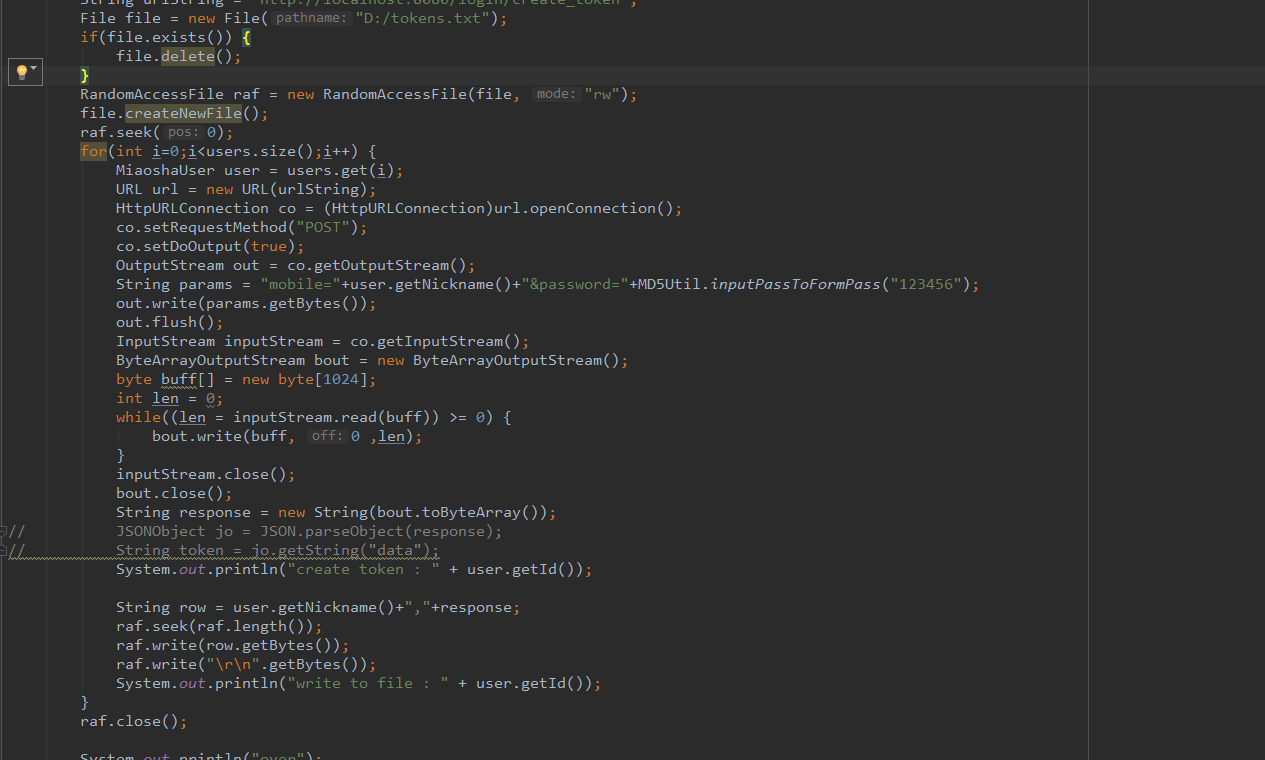 String urlString = "http://localhost:8080/login/create_token";
File file = new File( pathname: "D:/tokens.txt");
if(file.exists()) {
file.delete();
}
RandomAccessFile raf = new RandomAccessFile(file, mode: "rw");
file.createNewFile();
raf.seek( pos: 0);
for(int i=0;i<users.size();i++) {
MiaoshaUser user = users.get(i);
URL url = new URL(urlString);
HttpURLConnection co = (HttpURLConnection)url.openConnection();
co.setRequestMethod("POST");
co.setDoOutput(true);
OutputStream out = co.getOutputStream();
String params = "mobile="+user.getNickname()+"&password="+MD5Util.inputPassToFormPass("123456");
out.write(params.getBytes());
out.flush();
InputStream inputStream = co.getInputStream();
ByteArrayOutputStream bout = new ByteArrayOutputStream();
byte buff[] = new byte[1024];
int len = 0;
while((len = inputStream.read(buff)) >= 0) {
bout.write(buff, off: 0 ,len);
}
inputStream.close();
bout.close();
String response = new String(bout.toByteArray());
// JSONObject jo = JSON.parseObject(response);
// String token = jo.getString("data");
System.out.println("create token : " + user.getId());
String row = user.getNickname()+","+response;
raf.seek(raf.length());
raf.write(row.getBytes());
raf.write("\r\n".getBytes());
System.out.println("write to file : " + user.getId());
}
raf.close();
System.out.println("over");